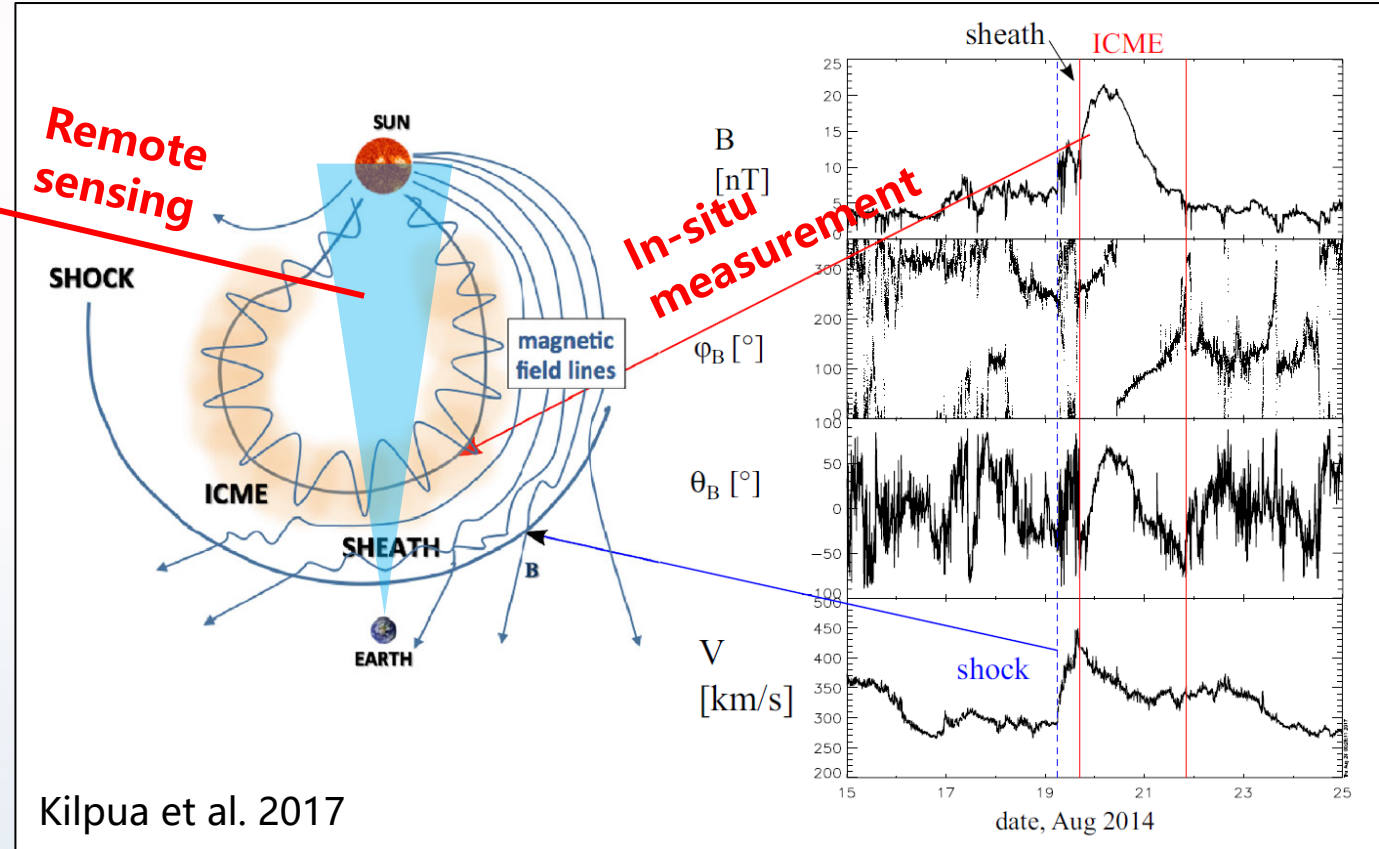 Remote
sensing
SUN
SHOCK
magnetic
field lines
ICME
SHEATH
B
EARTH
In-situ
measurement
sheath
ICME
B
[nT]
25
20
15
10
5
0
φB [°]
300
200
100
0
θB [°]
100
50
0
−50
−100
V
[km/s]
500
450
400
350
300
250
200
shock
15 17 19 21 23 25
date, Aug 2014
Kilpua et al. 2017